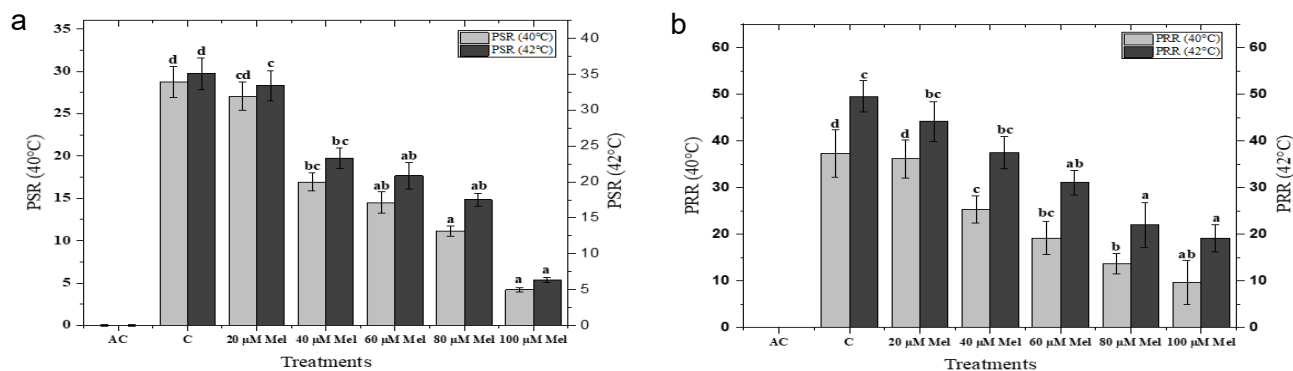 a
PSR (40°C)
PSR (42°C)
35
30
25
20
15
10
5
0
40
35
30
25
20
15
10
5
0
PSR (40°C)
PSR (42°C)
d
d
cd
c
bc
bc
ab
ab
a
ab
a
a
AC
C
20 µM Mel
40 µM Mel
60 µM Mel
80 µM Mel
100 µM Mel
Treatments
b
PRR (40°C)
PRR (42°C)
60
50
40
30
20
10
0
60
50
40
30
20
10
0
PRR (40°C)
PRR (42°C)
d
c
d
bc
c
bc
bc
ab
b
a
ab
a
AC
C
20 µM Mel
40 µM Mel
60 µM Mel
80 µM Mel
100 µM Mel
Treatments